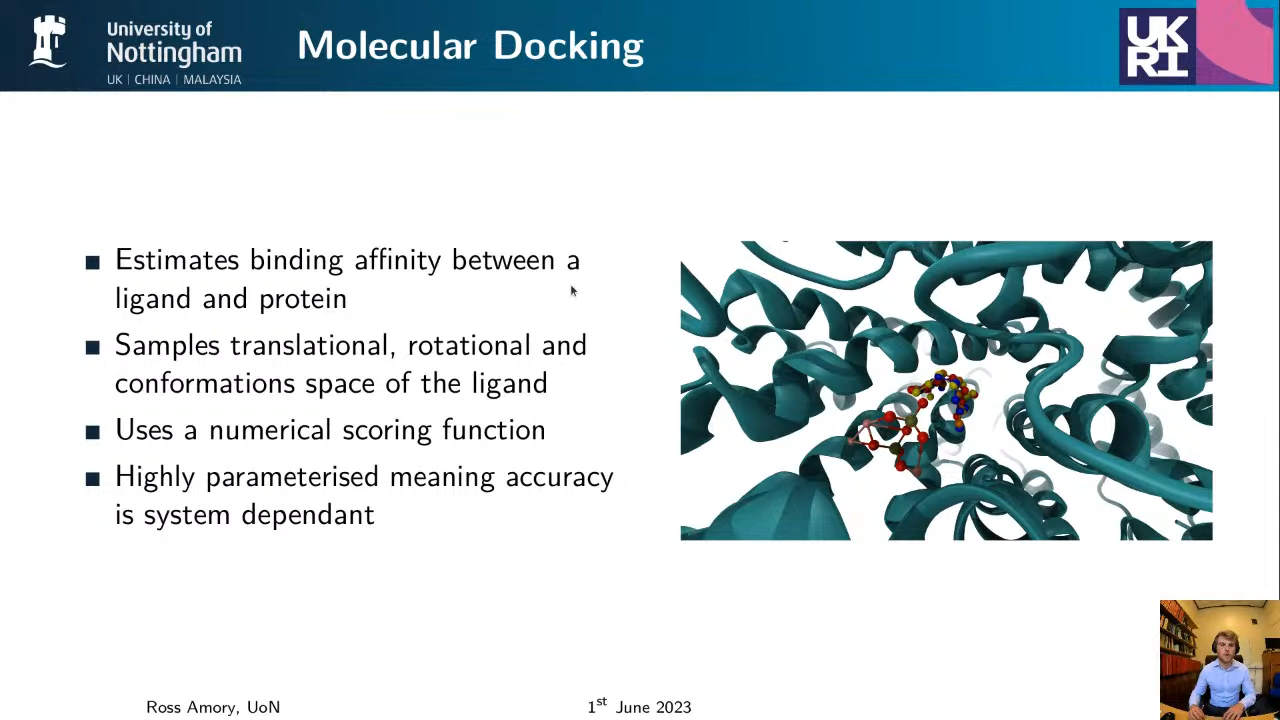 University of
Nottingham
UK | CHINA | MALAYSIA
Molecular Docking
UK
RI
■ Estimates binding affinity between a
ligand and protein
■ Samples translational, rotational and
conformations space of the ligand
■ Uses a numerical scoring function
■ Highly parameterised meaning accuracy
is system dependant
Ross Amory, UoN
1st June 2023